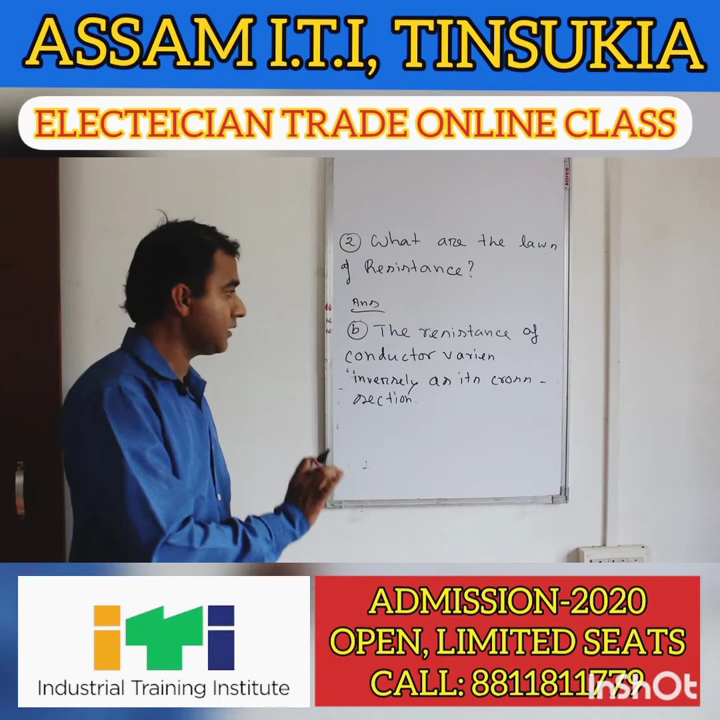 ASSAM I.T.I, TINSUKIA
ELECTEICIAN TRADE ONLINE CLASS
② What are the laws
of Resistance?
Ans
ⓑ The resistance of
conductor varies
"inversely as its cross-
section.
iTi
Industrial Training Institute
ADMISSION-2020
OPEN, LIMITED SEATS
CALL: 8811811779
InShOt